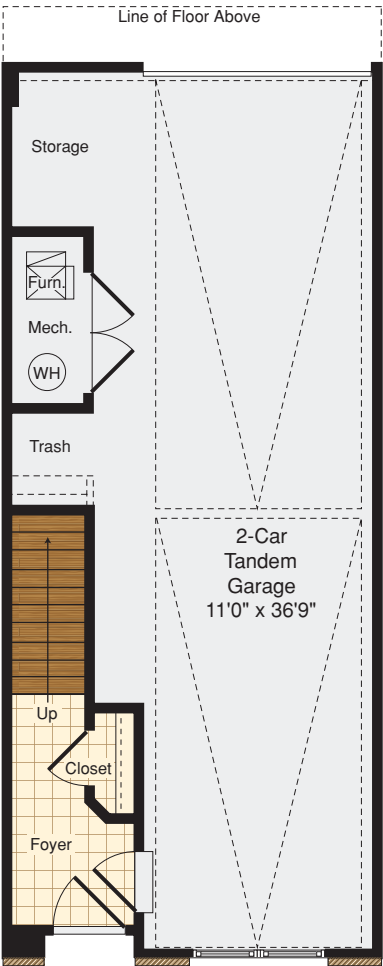 Line of Floor Above
Storage
Furn.
Mech.
WH
Trash
2-Car
Tandem
Garage
11'0" x 36'9"
Up
Closet
Foyer